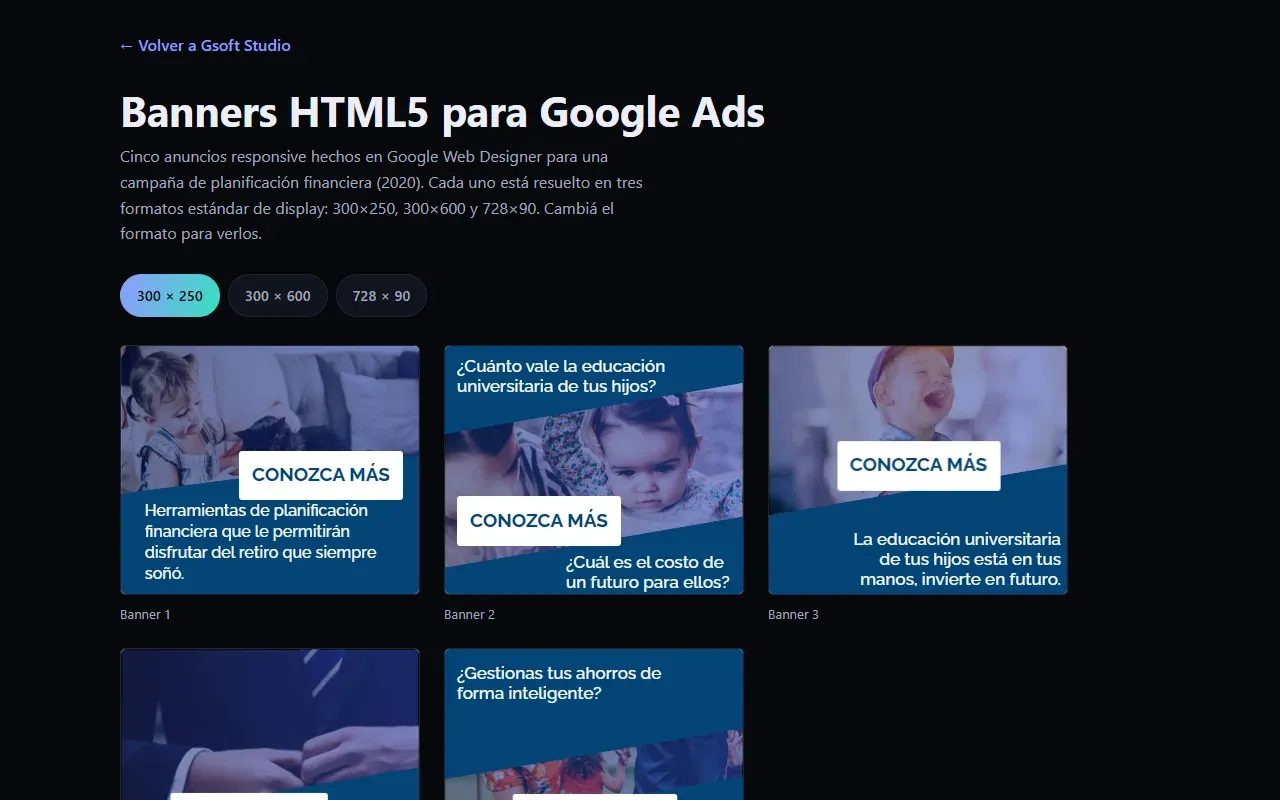 ← Volver a Gsoft Studio
Banners HTML5 para Google Ads
Cinco anuncios responsive hechos en Google Web Designer para una
campaña de planificación financiera (2020). Cada uno está resuelto en tres
formatos estándar de display: 300×250, 300×600 y 728×90. Cambiá el
formato para verlos.
300 × 250
300 × 600
728 × 90
CONOZCA MÁS
Herramientas de planificación
financiera que le permitirán
disfrutar del retiro que siempre
soñó.
Banner 1
¿Cuánto vale la educación
universitaria de tus hijos?
CONOZCA MÁS
¿Cuál es el costo de
un futuro para ellos?
Banner 2
CONOZCA MÁS
La educación universitaria
de tus hijos está en tus
manos, invierte en futuro.
Banner 3
¿Gestionas tus ahorros de
forma inteligente?